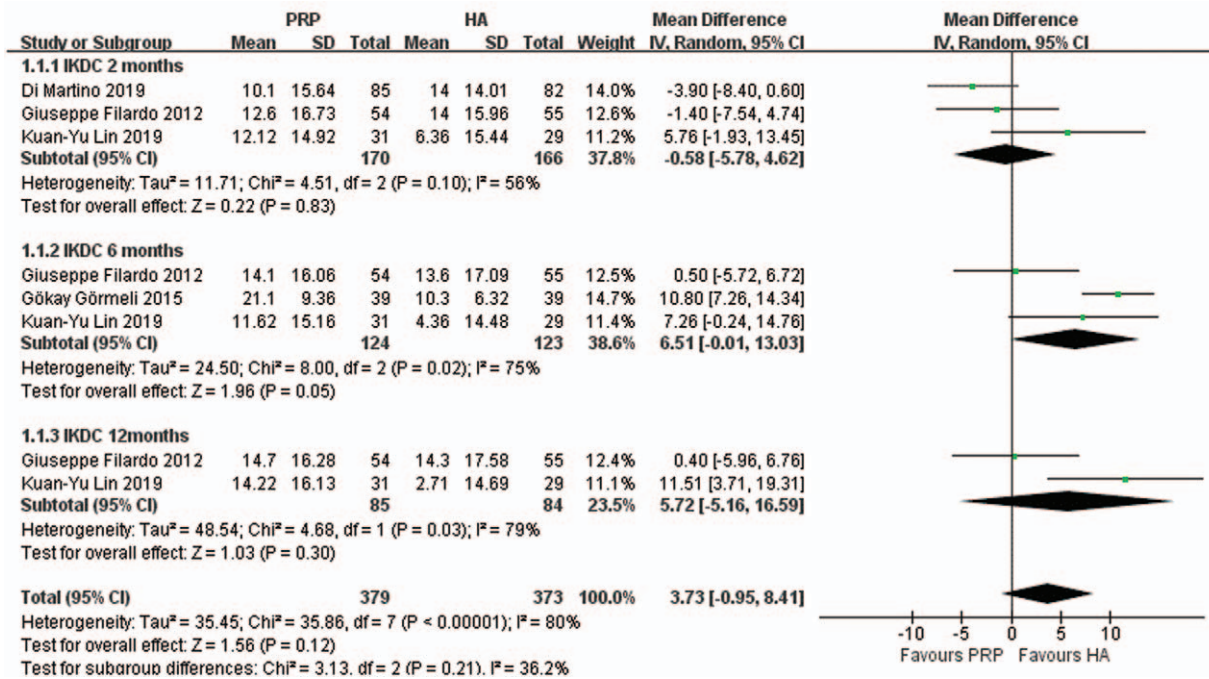 PRP HA Mean Difference Mean Difference
Study or Subgroup Mean SD Total Mean SD Total Weight IV, Random, 95% CI IV, Random, 95% CI
1.1.1 IKDC 2 months
Di Martino 2019 10.1 15.64 85 14 14.01 82 14.0% -3.90 [-8.40, 0.60]
Giuseppe Filardo 2012 12.6 16.73 54 14 15.96 55 12.6% -1.40 [-7.54, 4.74]
Kuan-Yu Lin 2019 12.12 14.92 31 6.36 15.44 29 11.2% 5.76 [-1.93, 13.45]
Subtotal (95% CI) 170 166 37.8% -0.58 [-5.78, 4.62]
Heterogeneity: Tau² = 11.71; Chi² = 4.51, df = 2 (P = 0.10); I² = 56%
Test for overall effect: Z = 0.22 (P = 0.83)
1.1.2 IKDC 6 months
Giuseppe Filardo 2012 14.1 16.06 54 13.6 17.09 55 12.5% 0.50 [-5.72, 6.72]
Gökay Görmeli 2015 21.1 9.36 39 10.3 6.32 39 14.7% 10.80 [7.26, 14.34]
Kuan-Yu Lin 2019 11.62 15.16 31 4.36 14.48 29 11.4% 7.26 [-0.24, 14.76]
Subtotal (95% CI) 124 123 38.6% 6.51 [-0.01, 13.03]
Heterogeneity: Tau² = 24.50; Chi² = 8.00, df = 2 (P = 0.02); I² = 75%
Test for overall effect: Z = 1.96 (P = 0.05)
1.1.3 IKDC 12months
Giuseppe Filardo 2012 14.7 16.28 54 14.3 17.58 55 12.4% 0.40 [-5.96, 6.76]
Kuan-Yu Lin 2019 14.22 16.13 31 2.71 14.69 29 11.1% 11.51 [3.71, 19.31]
Subtotal (95% CI) 85 84 23.5% 5.72 [-5.16, 16.59]
Heterogeneity: Tau² = 48.54; Chi² = 4.68, df = 1 (P = 0.03); I² = 79%
Test for overall effect: Z = 1.03 (P = 0.30)
Total (95% CI) 379 373 100.0% 3.73 [-0.95, 8.41]
Heterogeneity: Tau² = 35.45; Chi² = 35.86, df = 7 (P < 0.00001); I² = 80%
Test for overall effect: Z = 1.56 (P = 0.12)
Test for subgroup differences: Chi² = 3.13, df = 2 (P = 0.21), I² = 36.2%
-10 -5 0 5 10
Favours PRP Favours HA